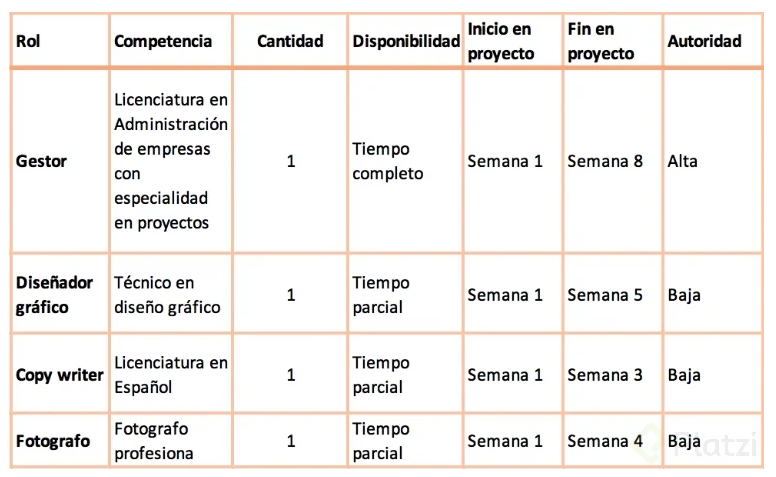 Rol Competencia Cantidad Disponibilidad Inicio en proyecto Fin en proyecto Autoridad
Gestor Licenciatura en Administración de empresas con especialidad en proyectos 1 Tiempo completo Semana 1 Semana 8 Alta
Diseñador gráfico Técnico en diseño gráfico 1 Tiempo parcial Semana 1 Semana 5 Baja
Copy writer Licenciatura en Español 1 Tiempo parcial Semana 1 Semana 3 Baja
Fotografo Fotografo profesiona 1 Tiempo parcial Semana 1 Semana 4 Baja
Platzi